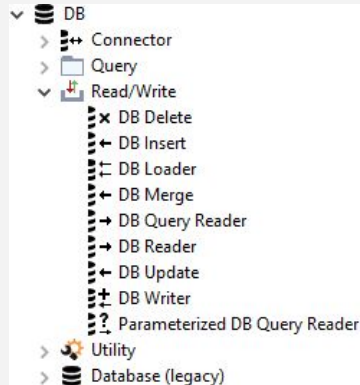 DB
Connector
Query
Read/Write
DB Delete
DB Insert
DB Loader
DB Merge
DB Query Reader
DB Reader
DB Update
DB Writer
Parameterized DB Query Reader
Utility
Database (legacy)